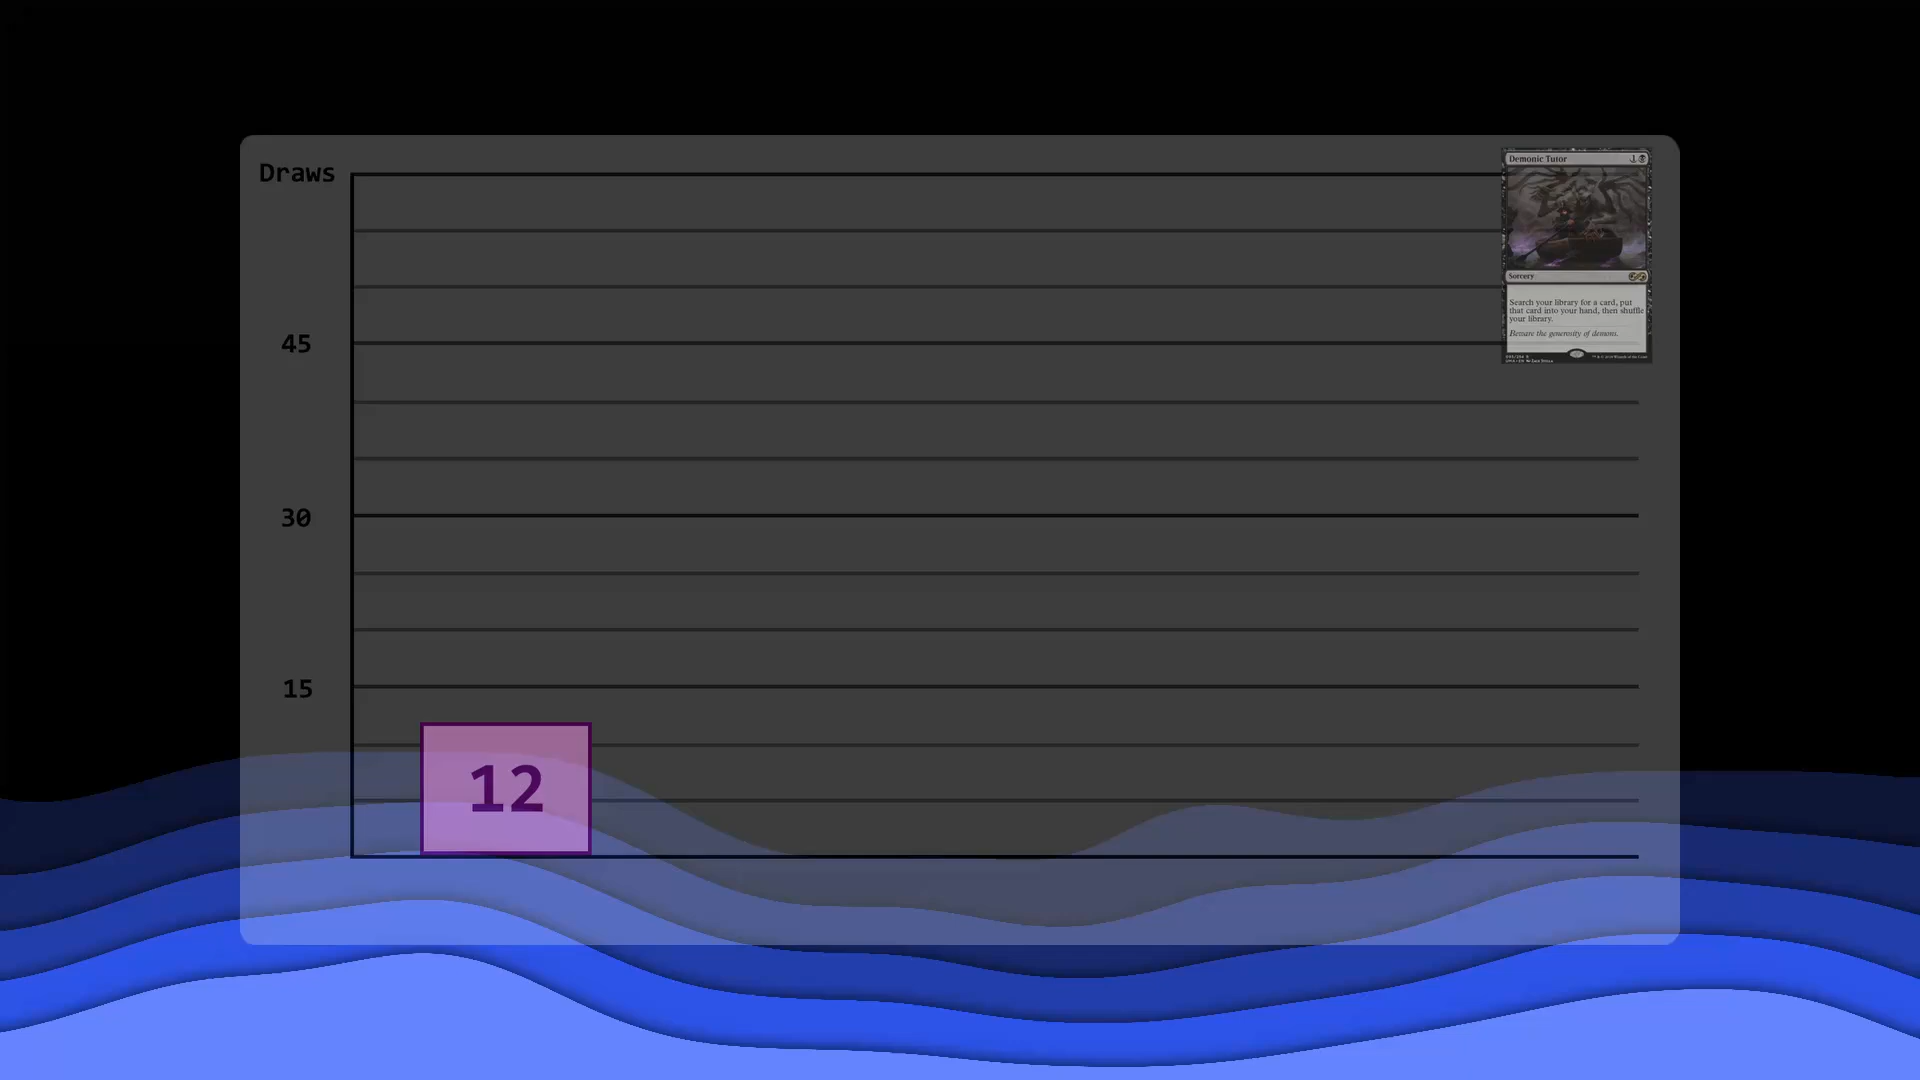 Draws
Demonic Tutor
1
Sorcery
Search your library for a card, put
that card into your hand, then shuffle
your library.
Beware the generosity of demons.
45
30
15
12